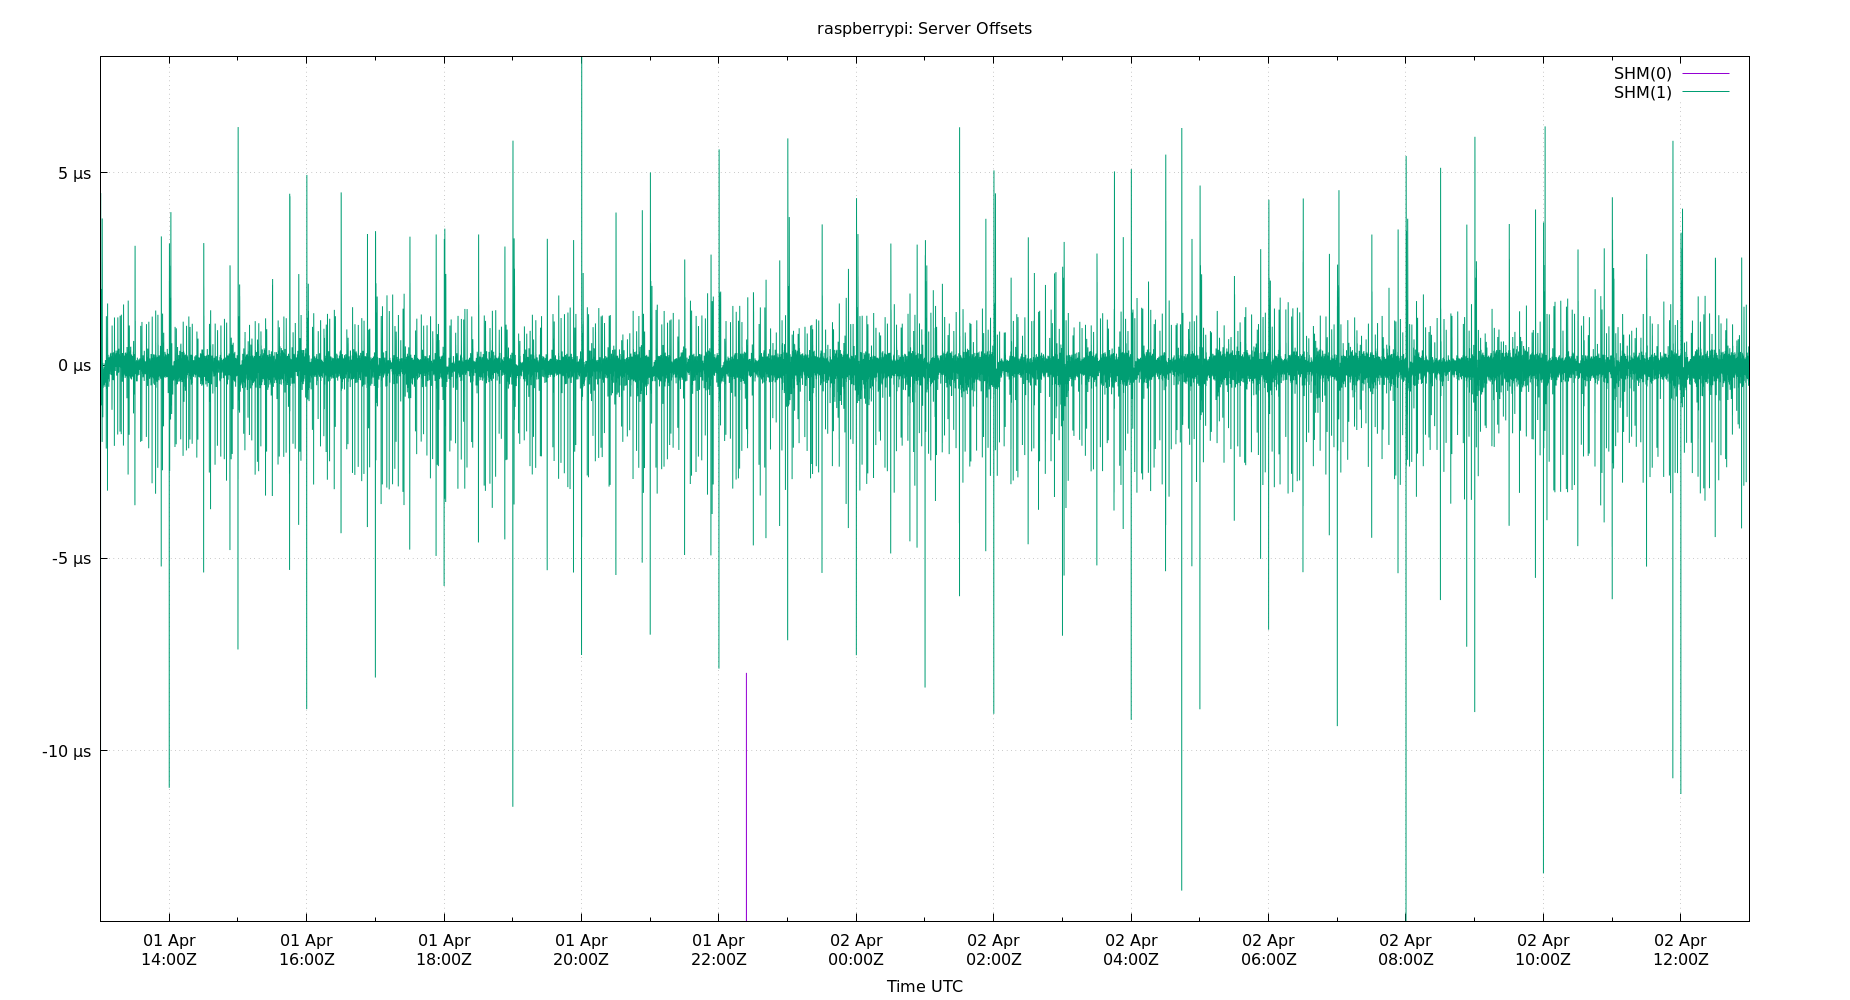 raspberrypi: Server Offsets
SHM(0)
SHM(1)
5 µs
0 µs
-5 µs
-10 µs
01 Apr 01 Apr 01 Apr 01 Apr 01 Apr 02 Apr 02 Apr 02 Apr 02 Apr 02 Apr 02 Apr 02 Apr
14:00Z 16:00Z 18:00Z 20:00Z 22:00Z 00:00Z 02:00Z 04:00Z 06:00Z 08:00Z 10:00Z 12:00Z
Time UTC